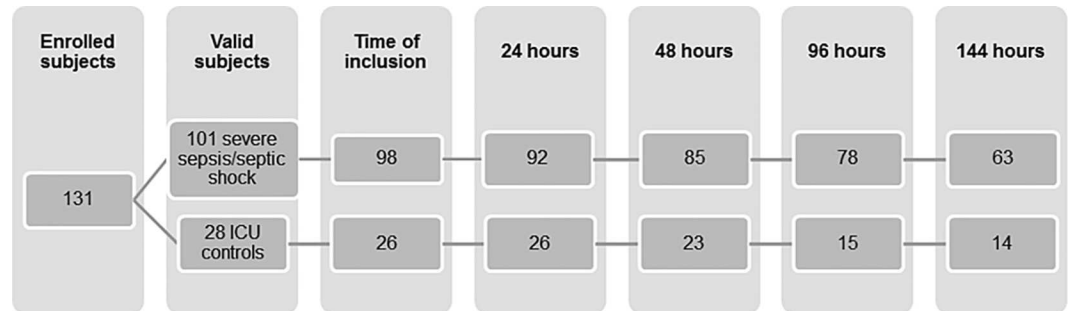 Enrolled
subjects
Valid
subjects
Time of
inclusion
24 hours
48 hours
96 hours
144 hours
131
101 severe
sepsis/septic
shock
98
92
85
78
63
28 ICU
controls
26
26
23
15
14